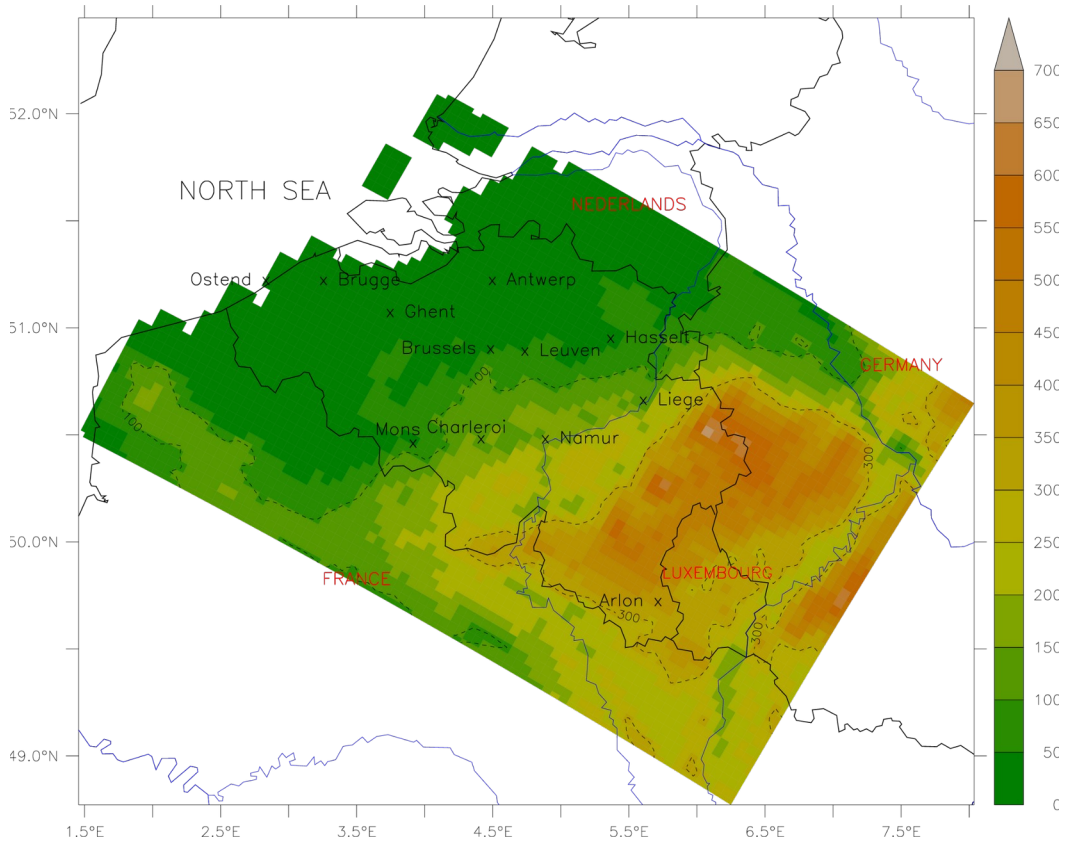 700
52.0°N
650
NORTH SEA
NEDERLANDS
600
550
Ostend
Brugge
Antwerp
500
Ghent
51.0°N
Hasselt
450
Brussels
Leuven
GERMANY
100
400
Liege
100
Mons
Charleroi
Namur
350
300
300
50.0°N
250
FRANCE
LUXEMBOURG
200
Arlon
300
300
150
100
49.0°N
50
0
1.5°E
2.5°E
3.5°E
4.5°E
5.5°E
6.5°E
7.5°E